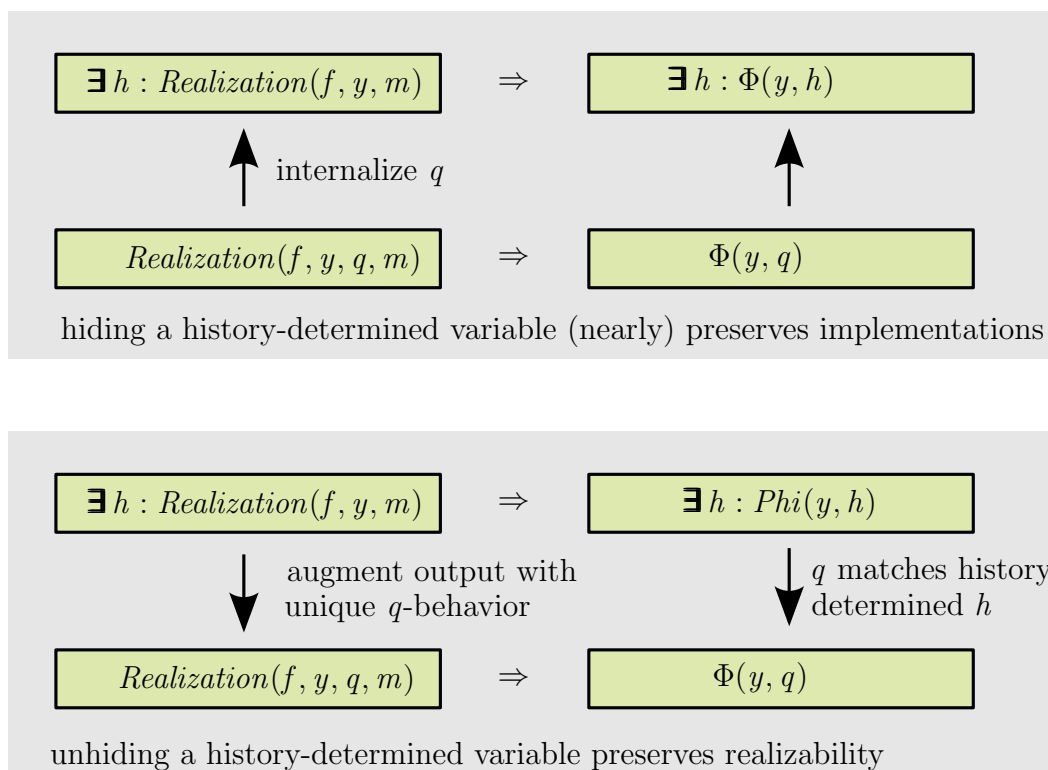 ∃ h : Realization(f, y, m) ⇒ ∃ h : Φ(y, h)
internalize q
Realization(f, y, q, m) ⇒ Φ(y, q)
hiding a history-determined variable (nearly) preserves implementations
∃ h : Realization(f, y, m) ⇒ ∃ h : Phi(y, h)
augment output with
unique q-behavior
q matches history
determined h
Realization(f, y, q, m) ⇒ Φ(y, q)
unhiding a history-determined variable preserves realizability